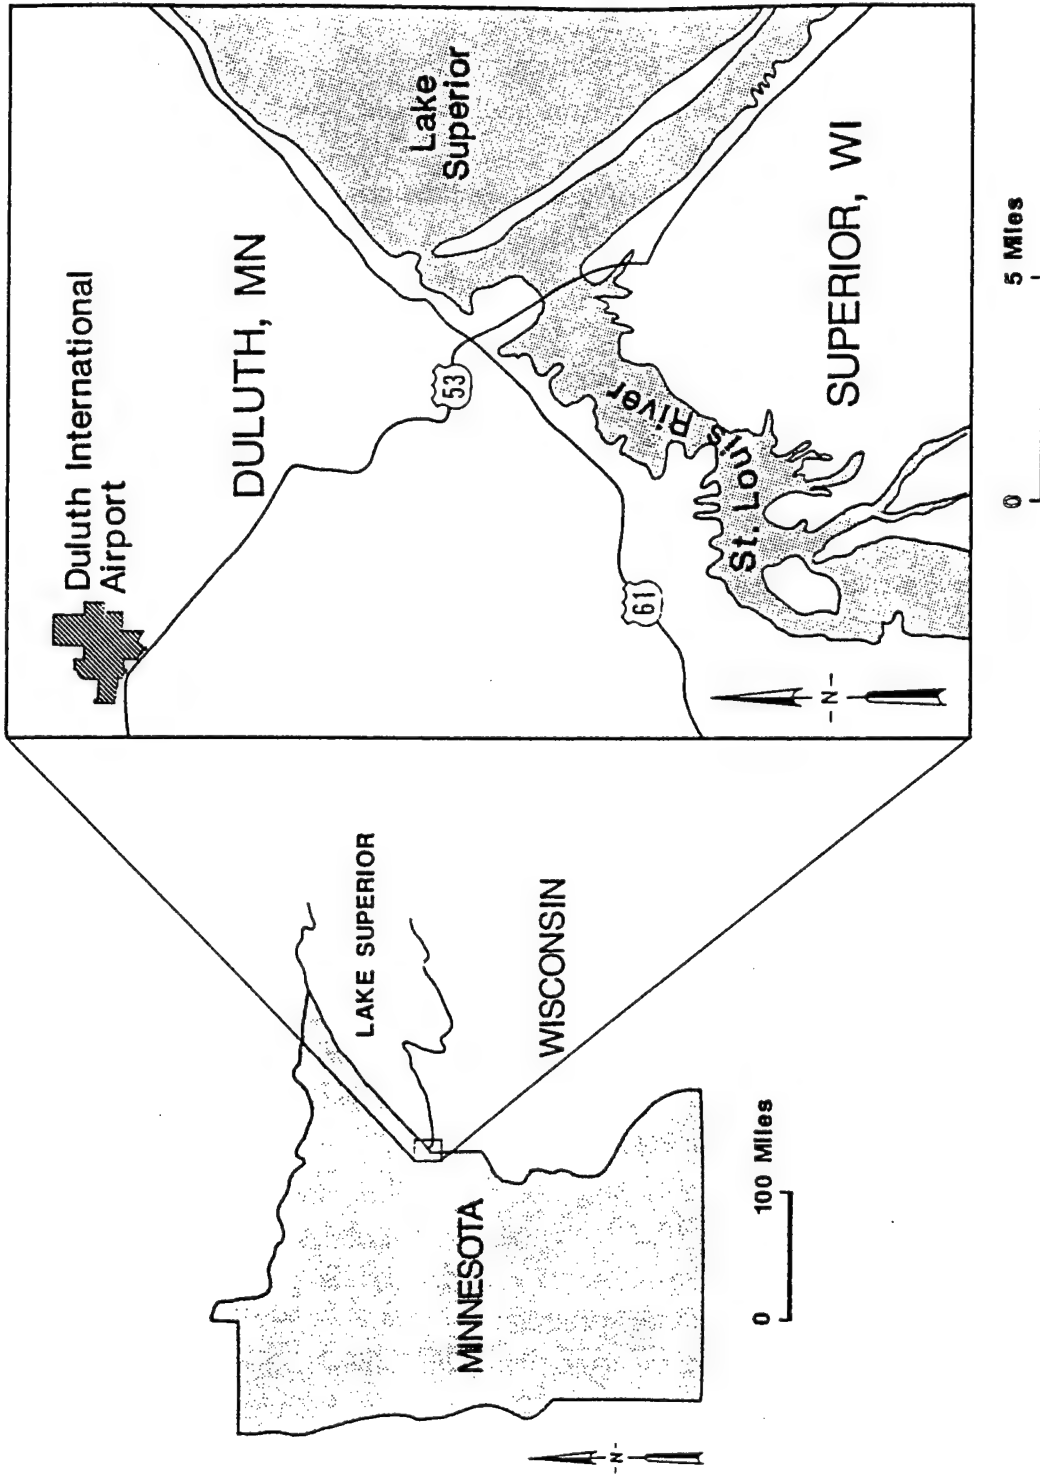 Duluth International
Airport
DULUTH, MN
53
Lake
Superior
61
St. Louis River
SUPERIOR, WI
-N-
0 5 Miles
LAKE SUPERIOR
WISCONSIN
MINNESOTA
0 100 Miles
-N-